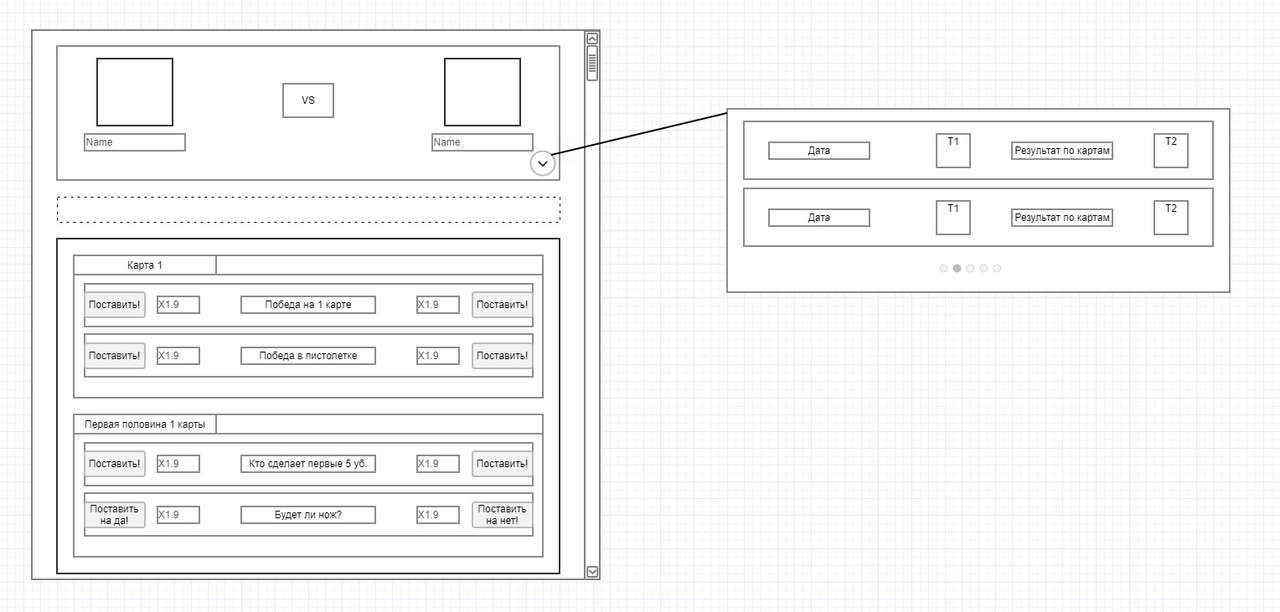 VS
Name
Name
Карта 1
Поставить!
X1.9
Победа на 1 карте
X1.9
Поставить!
Поставить!
X1.9
Победа в пистолетке
X1.9
Поставить!
Первая половина 1 карты
Поставить!
X1.9
Кто сделает первые 5 уб.
X1.9
Поставить!
Поставить
на да!
X1.9
Будет ли нож?
X1.9
Поставить
на нет!
Дата
T1
Результат по картам
T2
Дата
T1
Результат по картам
T2